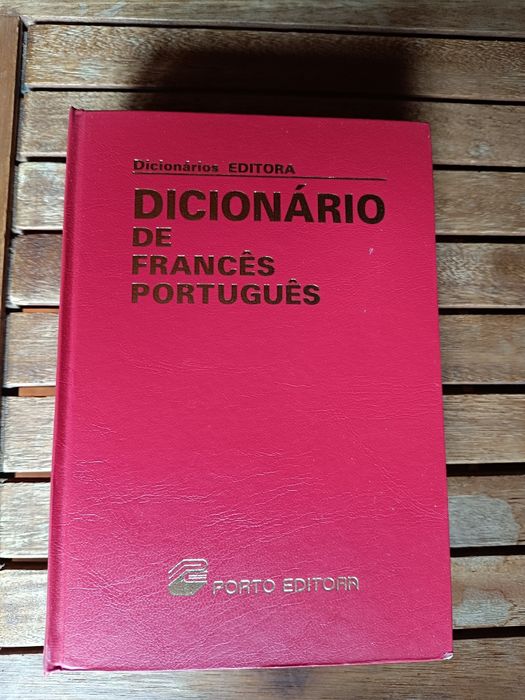 Dicionários EDITORA
DICIONÁRIO
DE
FRANCÊS
PORTUGUÊS
PORTO EDITORA